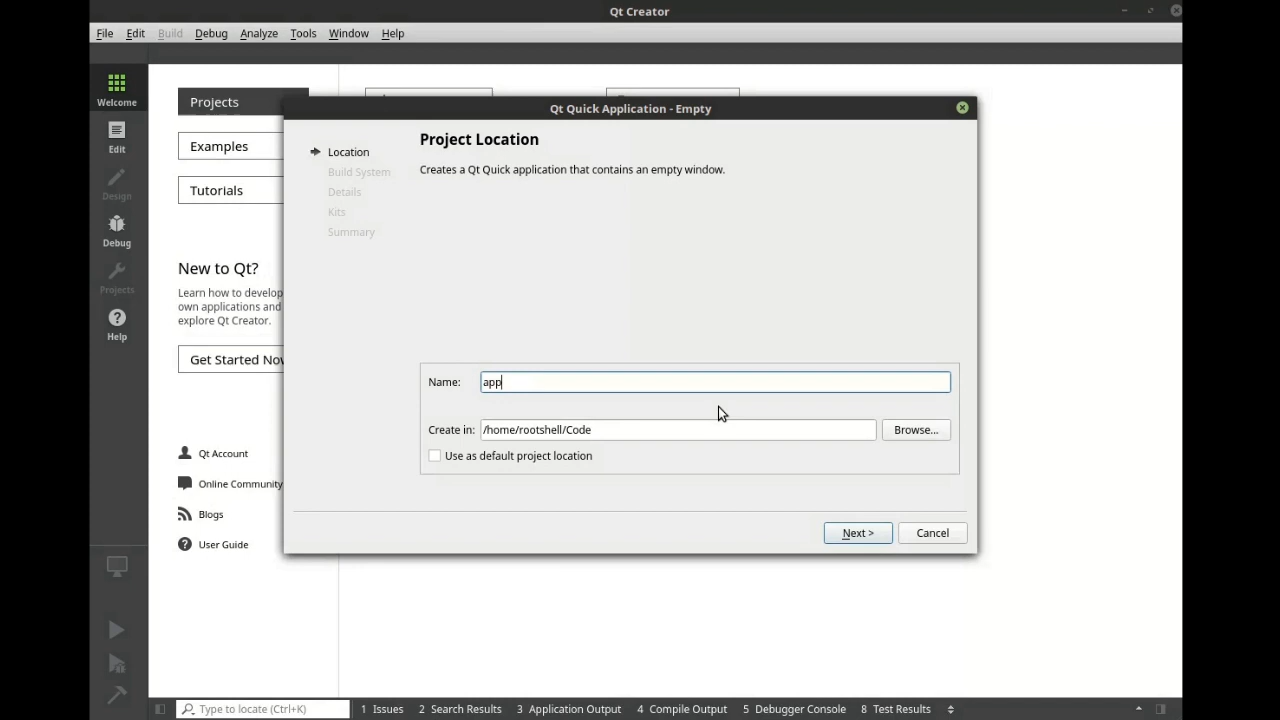 Qt Creator
File Edit Build Debug Analyze Tools Window Help
Welcome
Edit
Design
Debug
Projects
Help
Projects
Examples
Tutorials
New to Qt?
Learn how to develop
own applications and
explore Qt Creator.
Get Started Now
Qt Account
Online Community
Blogs
User Guide
Qt Quick Application - Empty
Location
Build System
Details
Kits
Summary
Project Location
Creates a Qt Quick application that contains an empty window.
Name: app
Create in: /home/rootshell/Code Browse...
Use as default project location
Next > Cancel
Type to locate (Ctrl+K) 1 Issues 2 Search Results 3 Application Output 4 Compile Output 5 Debugger Console 8 Test Results